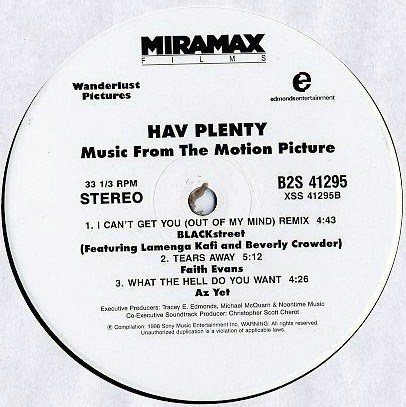 MIRAMAX
FILMS
Wanderlust
Pictures
e
edmondsentertainment
HAV PLENTY
Music From The Motion Picture
33 1/3 RPM
STEREO
B2S 41295
XSS 41295B
1. I CAN'T GET YOU (OUT OF MY MIND) REMIX 4:43
BLACKstreet
(Featuring Lamenga Kafi and Beverly Crowder)
2. TEARS AWAY 5:12
Faith Evans
3. WHAT THE HELL DO YOU WANT 4:26
Az Yet
Executive Producers: Tracey E. Edmonds, Michael McQuarn & Noontime Music
Co-Executive Soundtrack Producer: Christopher Scott Cherot
℗ Compilation: 1998 Sony Music Entertainment Inc. WARNING: All rights reserved.
Unauthorized duplication is a violation of applicable laws.